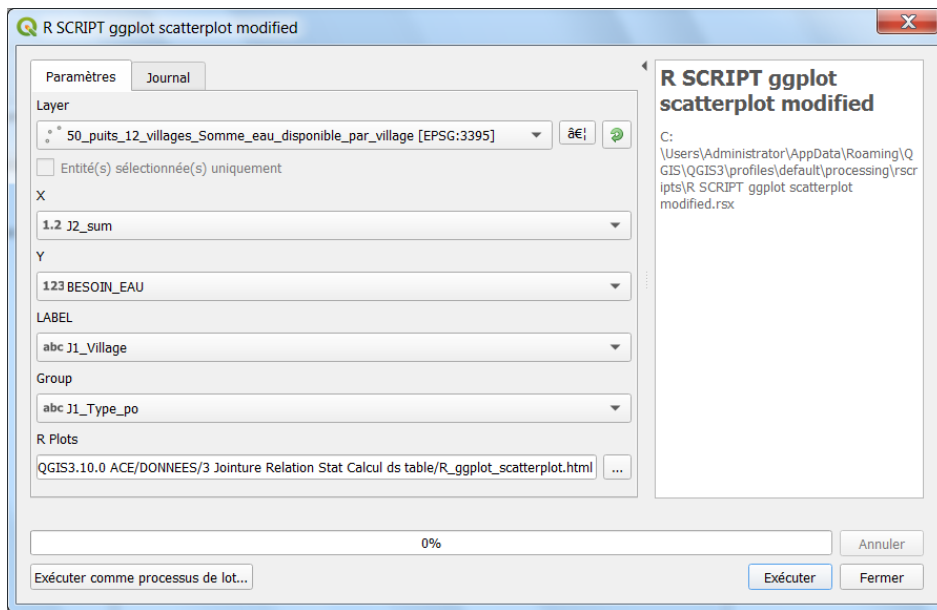 R SCRIPT ggplot scatterplot modified
X
Paramètres
Journal
Layer
50_puits_12_villages_Somme_eau_disponible_par_village [EPSG:3395]
â€¦
Entité(s) sélectionnée(s) uniquement
X
1.2 J2_sum
Y
123 BESOIN_EAU
LABEL
abc J1_Village
Group
abc J1_Type_po
R Plots
QGIS3.10.0 ACE/DONNEES/3 Jointure Relation Stat Calcul ds table/R_ggplot_scatterplot.html
...
R SCRIPT ggplot
scatterplot modified
C:
\Users\Administrator\AppData\Roaming\Q
GIS\QGIS3\profiles\default\processing\rscr
ipts\R SCRIPT ggplot scatterplot
modified.rsx
0%
Annuler
Exécuter comme processus de lot...
Exécuter
Fermer